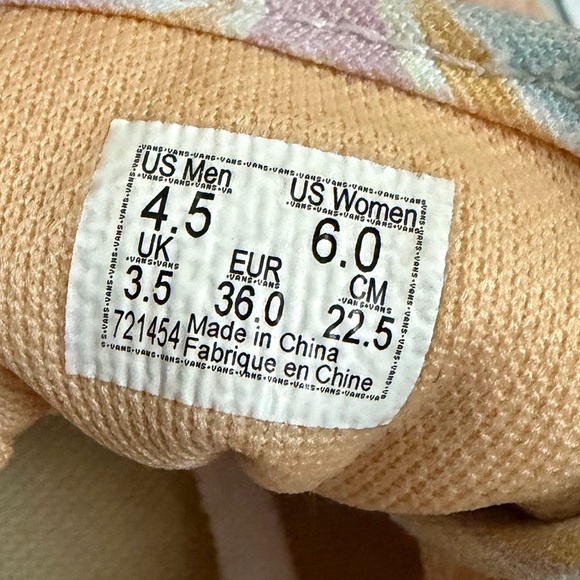 US Men US Women
4.5 6.0
UK EUR CM
3.5 36.0 22.5
721454 Made in China
Fabrique en Chine
VANS